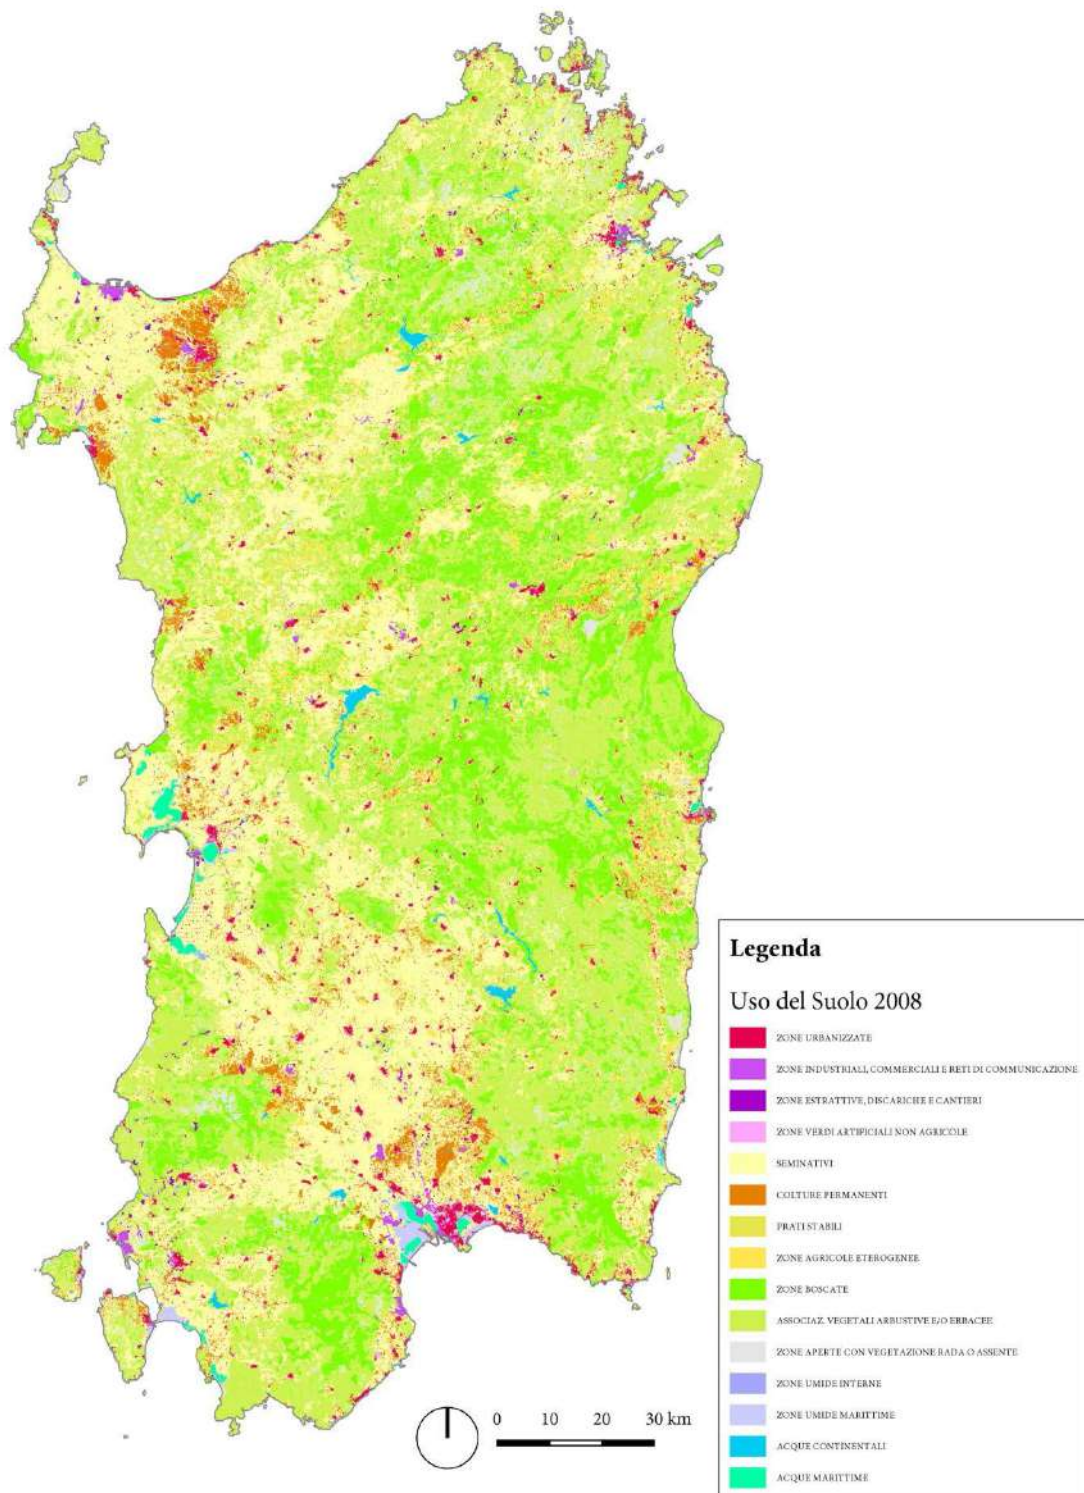 Legenda
Uso del Suolo 2008
ZONE URBANIZZATE
ZONE INDUSTRIALI, COMMERCIALI E RETI DI COMMUNICAZIONE
ZONE ESTRATTIVE, DISCARICHE E CANTIERI
ZONE VERDI ARTIFICIALI NON AGRICOLE
SEMINATIVI
COLTURE PERMANENTI
PRATI STABILI
ZONE AGRICOLE ETEROGENEE
ZONE BOSCATE
ASSOCIAZ. VEGETALI ARBUSTIVE E/O ERBACEE
ZONE APERTE CON VEGETAZIONE RADA O ASSENTE
ZONE UMIDE INTERNE
ZONE UMIDE MARITTIME
ACQUE CONTINENTALI
ACQUE MARITTIME
0 10 20 30 km